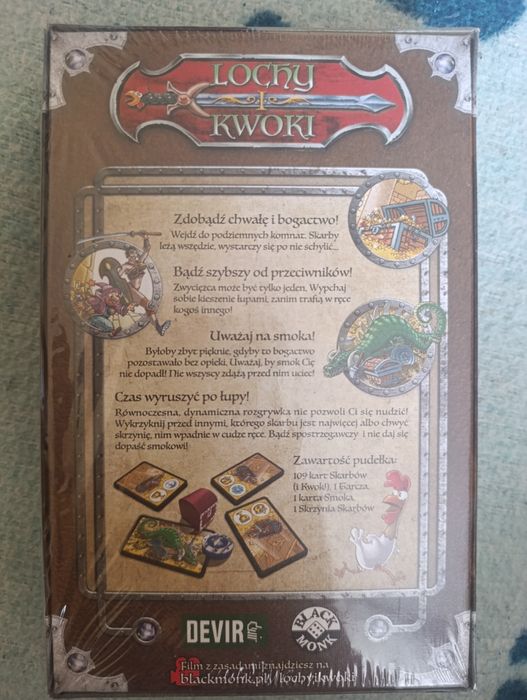 LOCHY
I
KWOKI
Zdobądź chwałę i bogactwo!
Wejdź do podziemnych komnat. Skarby
leżą wszędzie, wystarczy się po nie schylić...
Bądź szybszy od przeciwników!
Zwycięzca może być tylko jeden. Wypchaj
sobie kieszenie łupami, zanim trafią w ręce
kogoś innego!
Uważaj na smoka!
Byłoby zbyt pięknie, gdyby to bogactwo
pozostawało bez opieki. Uważaj, by smok Cię
nie dopadł! Nie wszyscy zdążą przed nim uciec!
Czas wyruszyć po łupy!
Równoczesna, dynamiczna rozgrywka nie pozwoli Ci się nudzić!
Wykrzyknij przed innymi, którego skarbu jest najwięcej albo chwyć
skrzynię, nim wpadnie w cudze ręce. Bądź spostrzegawczy i nie daj się
dopaść smokowi!
Zawartość pudełka:
109 kart Skarbów
(i Kwok), 1 Tarcza,
1 karta Smoka,
1 Skrzynia Skarbów
DEVIR
BLACK
MONK
Film z zasadami znajdziesz na
blackmonk.pl/lochyikwoki